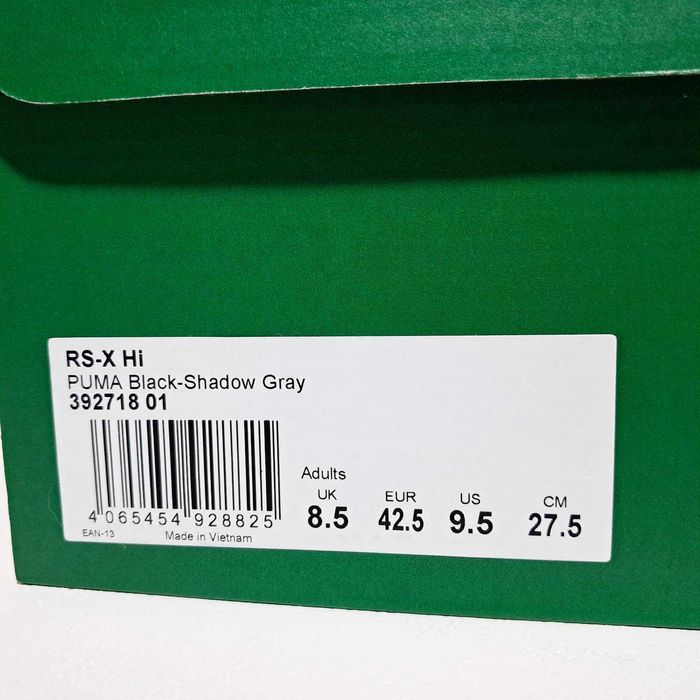 RS-X Hi
PUMA Black-Shadow Gray
392718 01
4 065454 928825
EAN-13
Made in Vietnam
Adults
UK EUR US CM
8.5 42.5 9.5 27.5